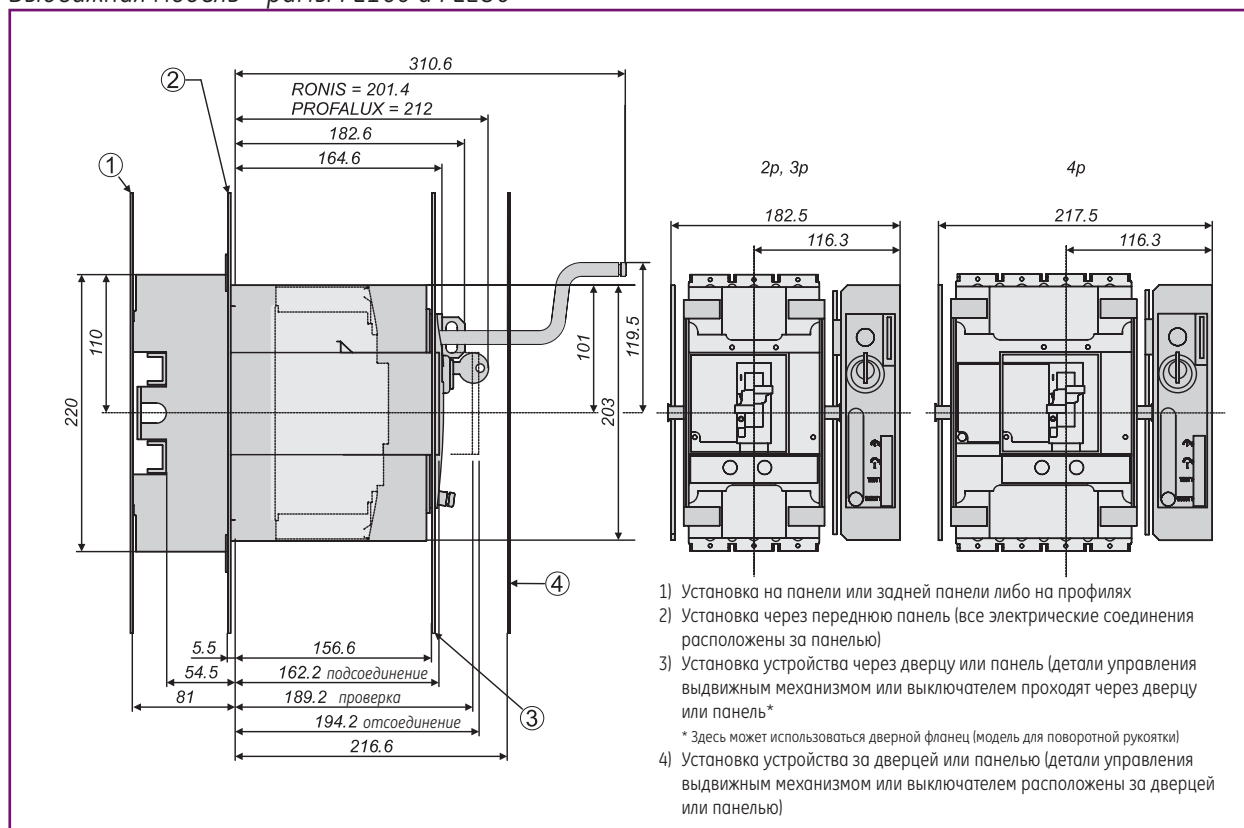 310.6
RONIS = 201.4
PROFALUX = 212
182.6
164.6
1
2
110
220
101
119.5
203
5.5
156.6
54.5
162.2 подсоединение
81
189.2 проверка
194.2 отсоединение
216.6
3
4
2p, 3p
182.5
116.3
4p
217.5
116.3
1) Установка на панели или задней панели либо на профилях
2) Установка через переднюю панель (все электрические соединения
расположены за панелью)
3) Установка устройства через дверцу или панель (детали управления
выдвижным механизмом или выключателем проходят через дверцу
или панель*
* Здесь может использоваться дверной фланец (модель для поворотной рукоятки)
4) Установка устройства за дверцей или панелью (детали управления
выдвижным механизмом или выключателем расположены за дверцей
или панелью)